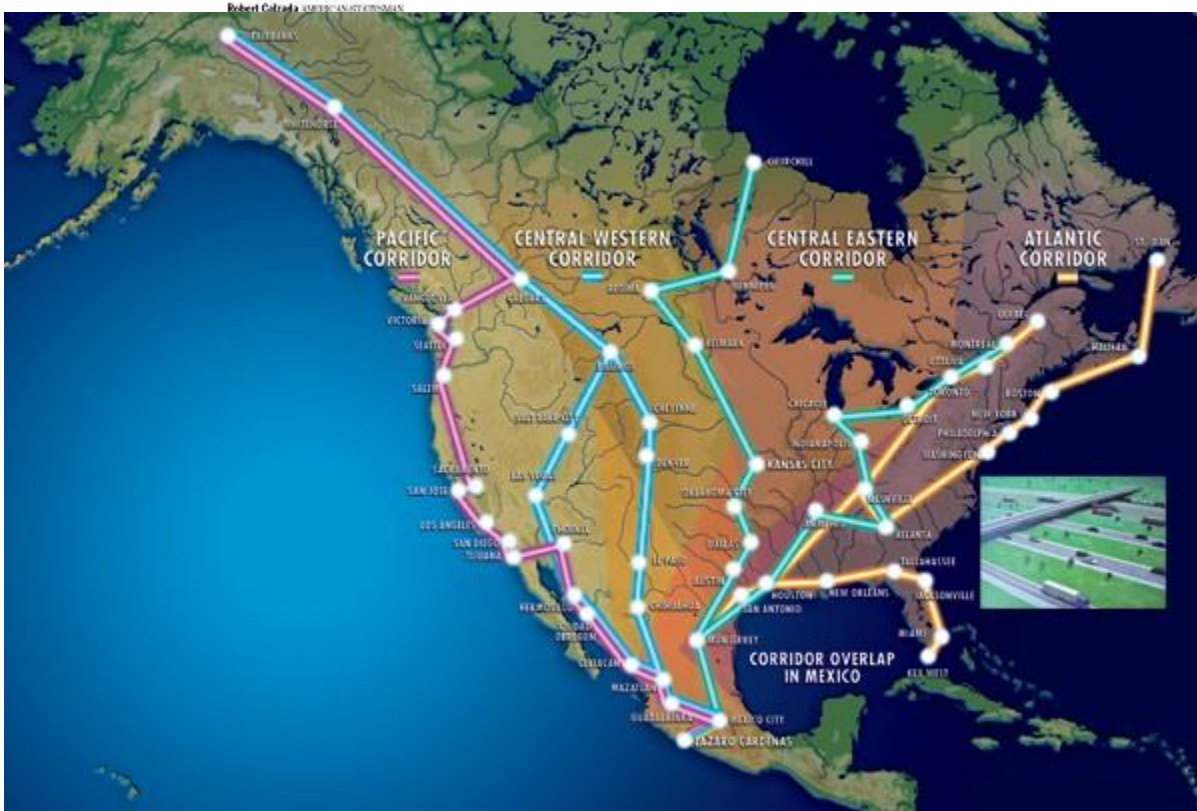 Robert Calzada AMERICAN-STATESMAN
FAIRBANKS
WHITEHORSE
CHURCHILL
PACIFIC
CORRIDOR
CENTRAL WESTERN
CORRIDOR
CENTRAL EASTERN
CORRIDOR
ATLANTIC
CORRIDOR
REGINA
WINNIPEG
VANCOUVER
CALGARY
VICTORIA
SEATTLE
QUEBEC
MONTREAL
HALIFAX
OTTAWA
SALEM
BILLINGS
TORONTO
BOSTON
CHICAGO
DETROIT
NEW YORK
CHEYENNE
PHILADELPHIA
INDIANAPOLIS
WASHINGTON
DENVER
KANSAS CITY
SACRAMENTO
LAS VEGAS
SAN JOSE
OKLAHOMA CITY
NASHVILLE
MEMPHIS
LOS ANGELES
ATLANTA
SAN DIEGO
PHOENIX
TIJUANA
DALLAS
EL PASO
TALLAHASSEE
AUSTIN
HOUSTON
NEW ORLEANS
JACKSONVILLE
HERMOSILLO
CHIHUAHUA
SAN ANTONIO
CIUDAD
OBREGON
MONTERREY
MIAMI
CULIACAN
CORRIDOR OVERLAP
IN MEXICO
KEY WEST
MAZATLAN
GUADALAJARA
MEXICO CITY
LAZARO CARDENAS